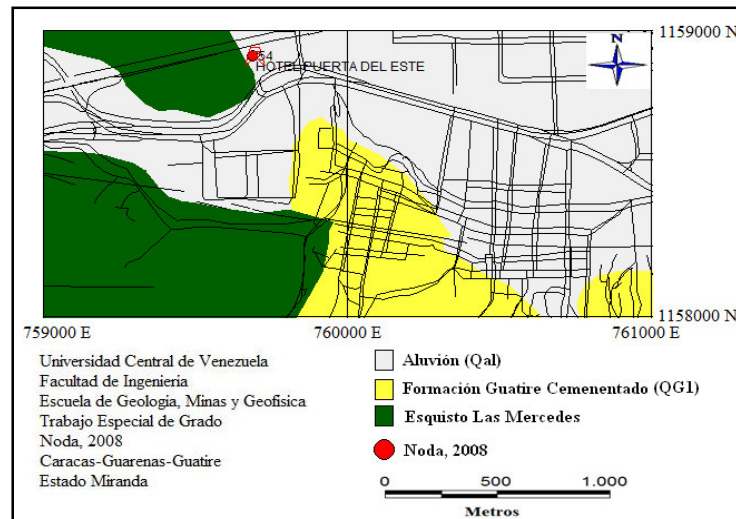 1159000 N
N
54
HOTEL PUERTA DEL ESTE
1158000 N
759000 E
760000 E
761000 E
Universidad Central de Venezuela
Facultad de Ingeniería
Escuela de Geología, Minas y Geofísica
Trabajo Especial de Grado
Noda, 2008
Caracas-Guarenas-Guatire
Estado Miranda
Aluvión (Qal)
Formación Guatire Cemenentado (QG1)
Esquisto Las Mercedes
Noda, 2008
0 500 1.000
Metros